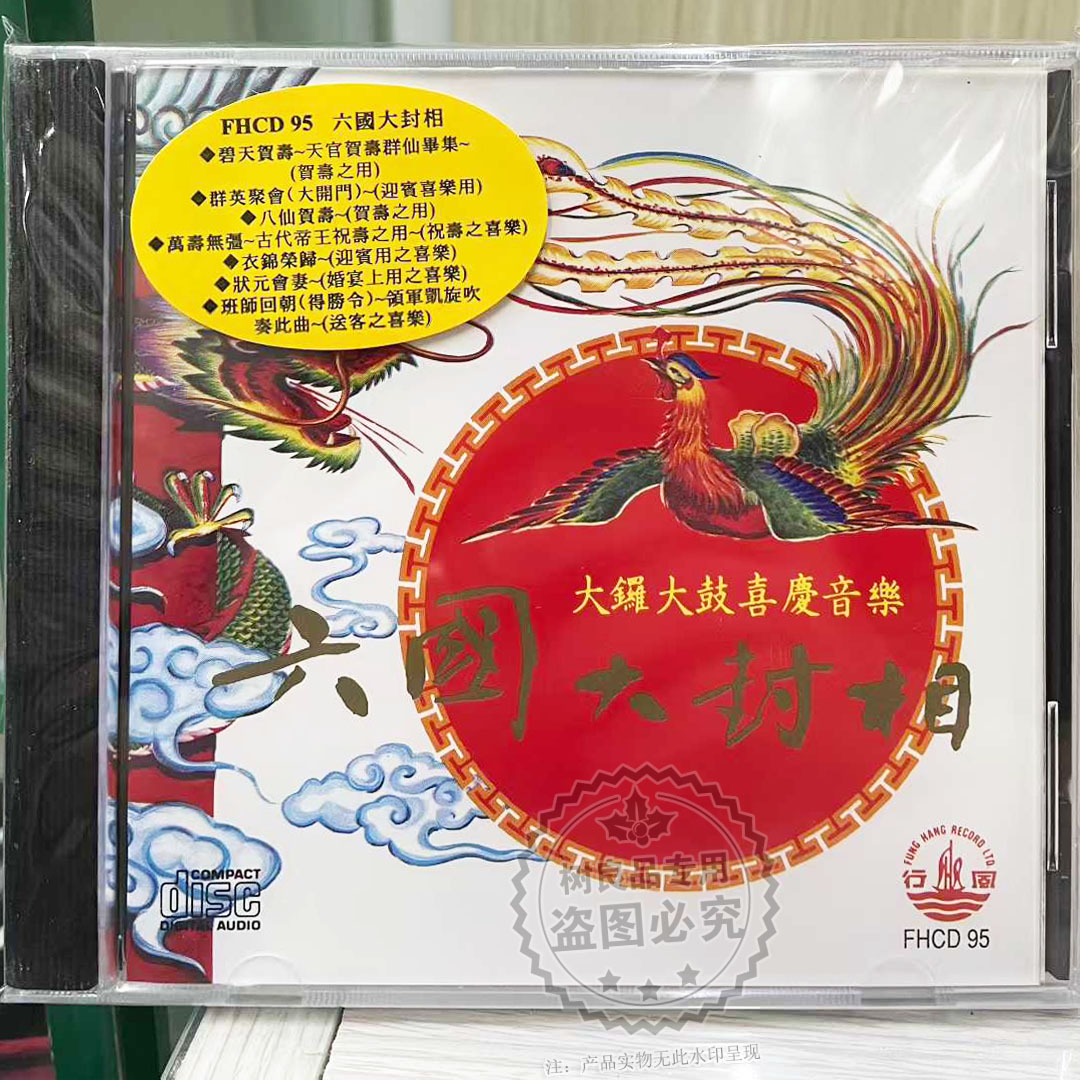 FHCD 95 六國大封相
◆碧天賀壽~天官賀壽群仙畢集~
(賀壽之用)
◆群英聚會(大開門)~(迎賓喜樂用)
◆八仙賀壽~(賀壽之用)
◆萬壽無彊~古代帝王祝壽之用~(祝壽之喜樂)
◆衣錦榮歸~(迎賓用之喜樂)
◆狀元會妻~(婚宴上用之喜樂)
◆班師回朝(得勝令)~領軍凱旋吹
奏此曲~(送客之喜樂)
大鑼大鼓喜慶音樂
六國大封相
COMPACT
disc
DIGITAL AUDIO
FUNG HANG RECORD LTD
行風
FHCD 95
树良品专用
盗图必究
注：产品实物无此水印呈现